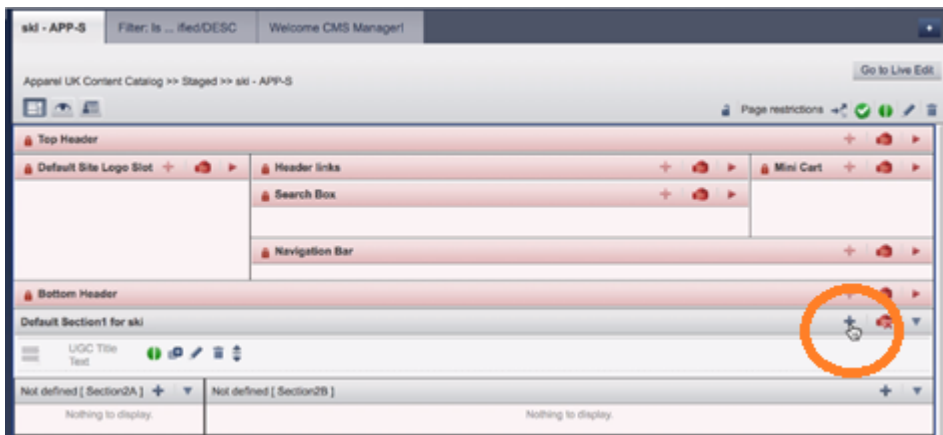 ski - APP-S Filter: Is ... ified/DESC Welcome CMS Manager!
Go to Live Edit
Apparel UK Content Catalog >> Staged >> ski - APP-S
Page restrictions
Top Header
Default Site Logo Slot Header links Mini Cart
Search Box
Navigation Bar
Bottom Header
Default Section1 for ski
UGC Title
Text
Not defined [ Section2A ] Not defined [ Section2B ]
Nothing to display. Nothing to display.